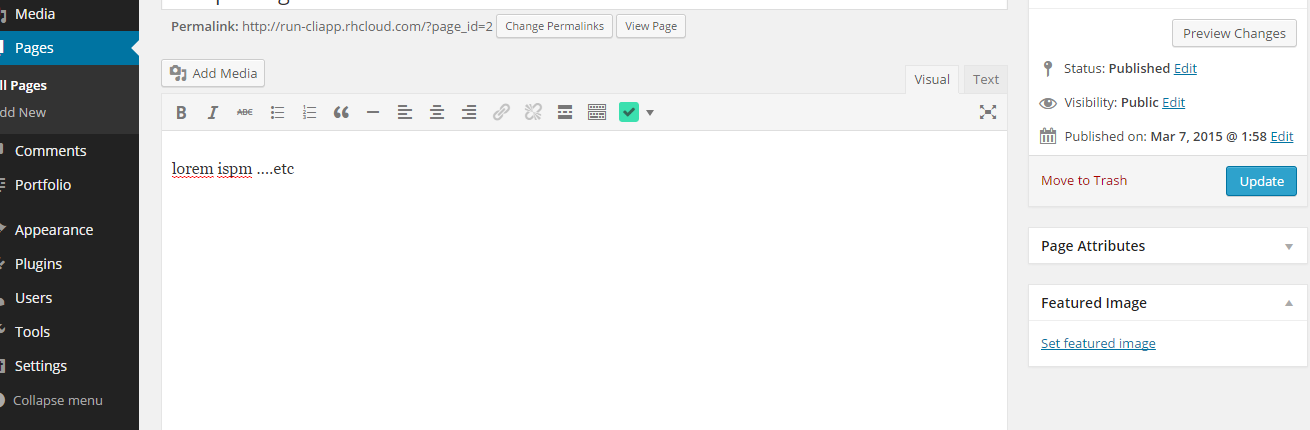 Media
Pages
ll Pages
dd New
Comments
Portfolio
Appearance
Plugins
Users
Tools
Settings
Collapse menu
Permalink: http://run-cliapp.rhcloud.com/?page_id=2 Change Permalinks View Page
Add Media
Visual Text
B I ABC
lorem ispm ....etc
Preview Changes
Status: Published Edit
Visibility: Public Edit
Published on: Mar 7, 2015 @ 1:58 Edit
Move to Trash Update
Page Attributes
Featured Image
Set featured image